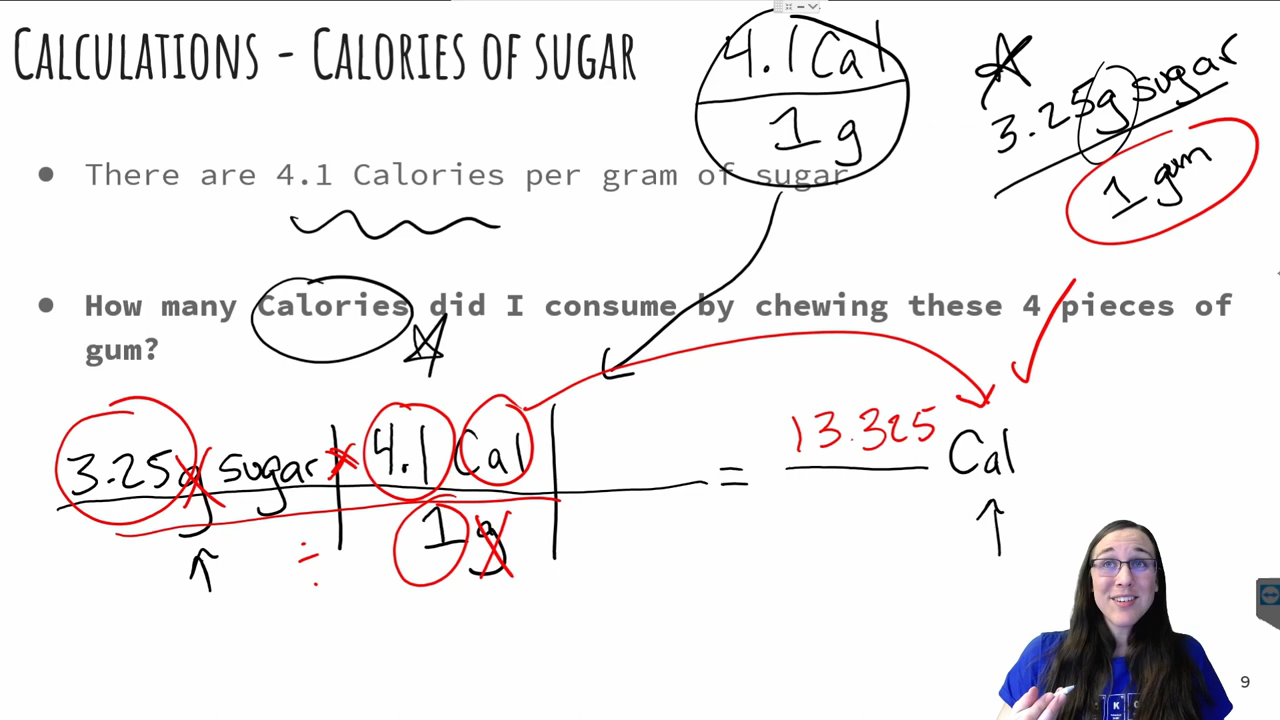 CALCULATIONS - CALORIES OF SUGAR
4.1 Cal
1 g
3.25g sugar
1 gum
● There are 4.1 Calories per gram of sugar
● How many Calories did I consume by chewing these 4 pieces of
gum?
3.25g sugar × 4.1 Cal = 13.325 Cal
÷ 1 g
K
9